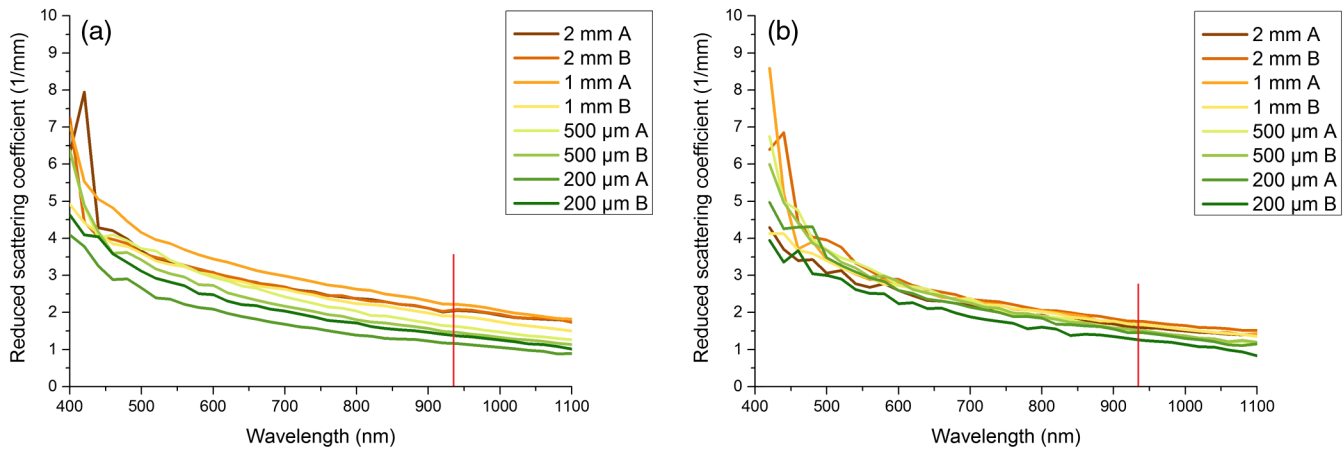 (a)
10
9
8
7
6
5
4
3
2
1
0
Reduced scattering coefficient (1/mm)
400 500 600 700 800 900 1000 1100
Wavelength (nm)
2 mm A
2 mm B
1 mm A
1 mm B
500 µm A
500 µm B
200 µm A
200 µm B
(b)
10
9
8
7
6
5
4
3
2
1
0
Reduced scattering coefficient (1/mm)
400 500 600 700 800 900 1000 1100
Wavelength (nm)
2 mm A
2 mm B
1 mm A
1 mm B
500 µm A
500 µm B
200 µm A
200 µm B